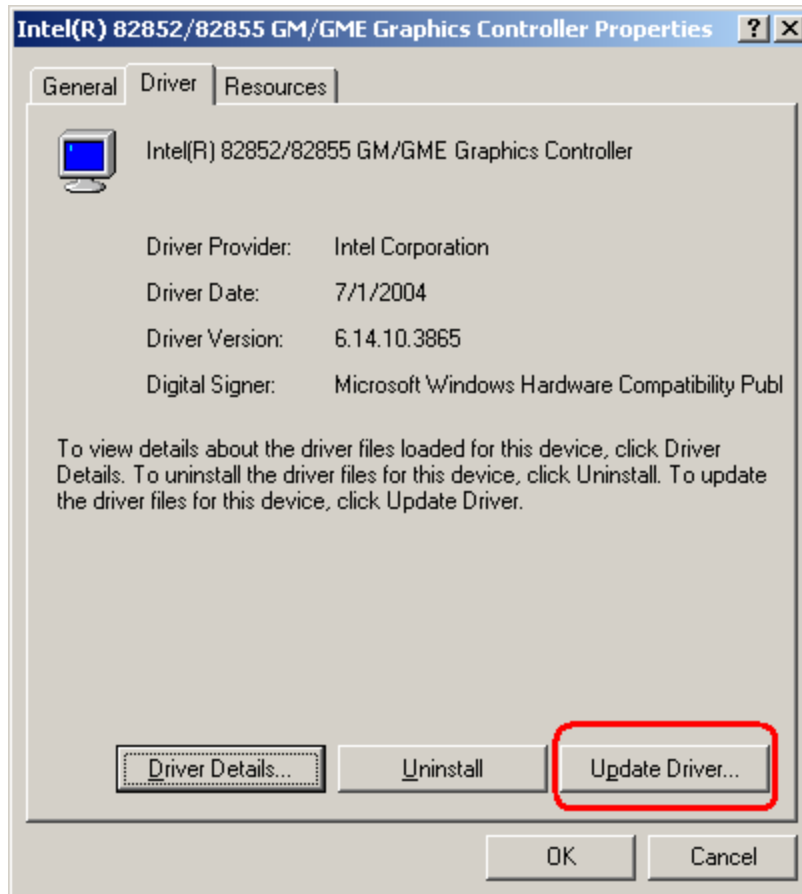 Intel(R) 82852/82855 GM/GME Graphics Controller Properties
General Driver Resources
Intel(R) 82852/82855 GM/GME Graphics Controller
Driver Provider: Intel Corporation
Driver Date: 7/1/2004
Driver Version: 6.14.10.3865
Digital Signer: Microsoft Windows Hardware Compatibility Publ
To view details about the driver files loaded for this device, click Driver
Details. To uninstall the driver files for this device, click Uninstall. To update
the driver files for this device, click Update Driver.
Driver Details... Uninstall Update Driver...
OK Cancel